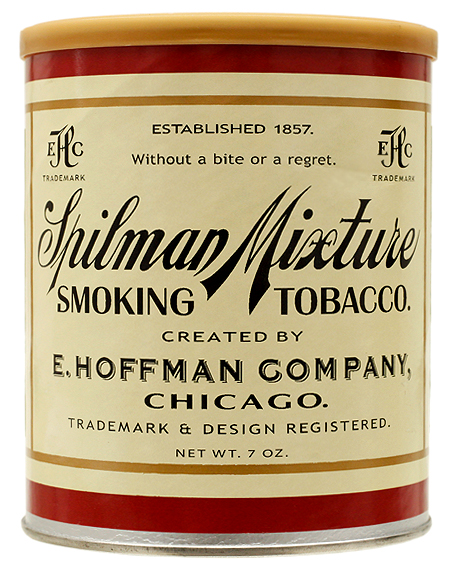 ESTABLISHED 1857.
Without a bite or a regret.
EHC
TRADEMARK
EHC
TRADEMARK
Spilman Mixture
SMOKING TOBACCO.
CREATED BY
E. HOFFMAN COMPANY,
CHICAGO.
TRADEMARK & DESIGN REGISTERED.
NET WT. 7 OZ.